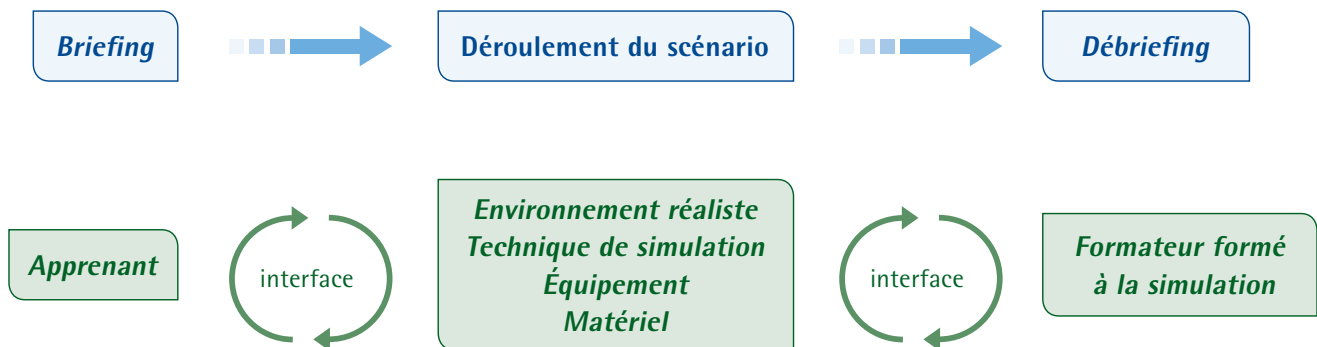 Briefing
Déroulement du scénario
Débriefing
Apprenant
interface
Environnement réaliste
Technique de simulation
Équipement
Matériel
interface
Formateur formé
à la simulation